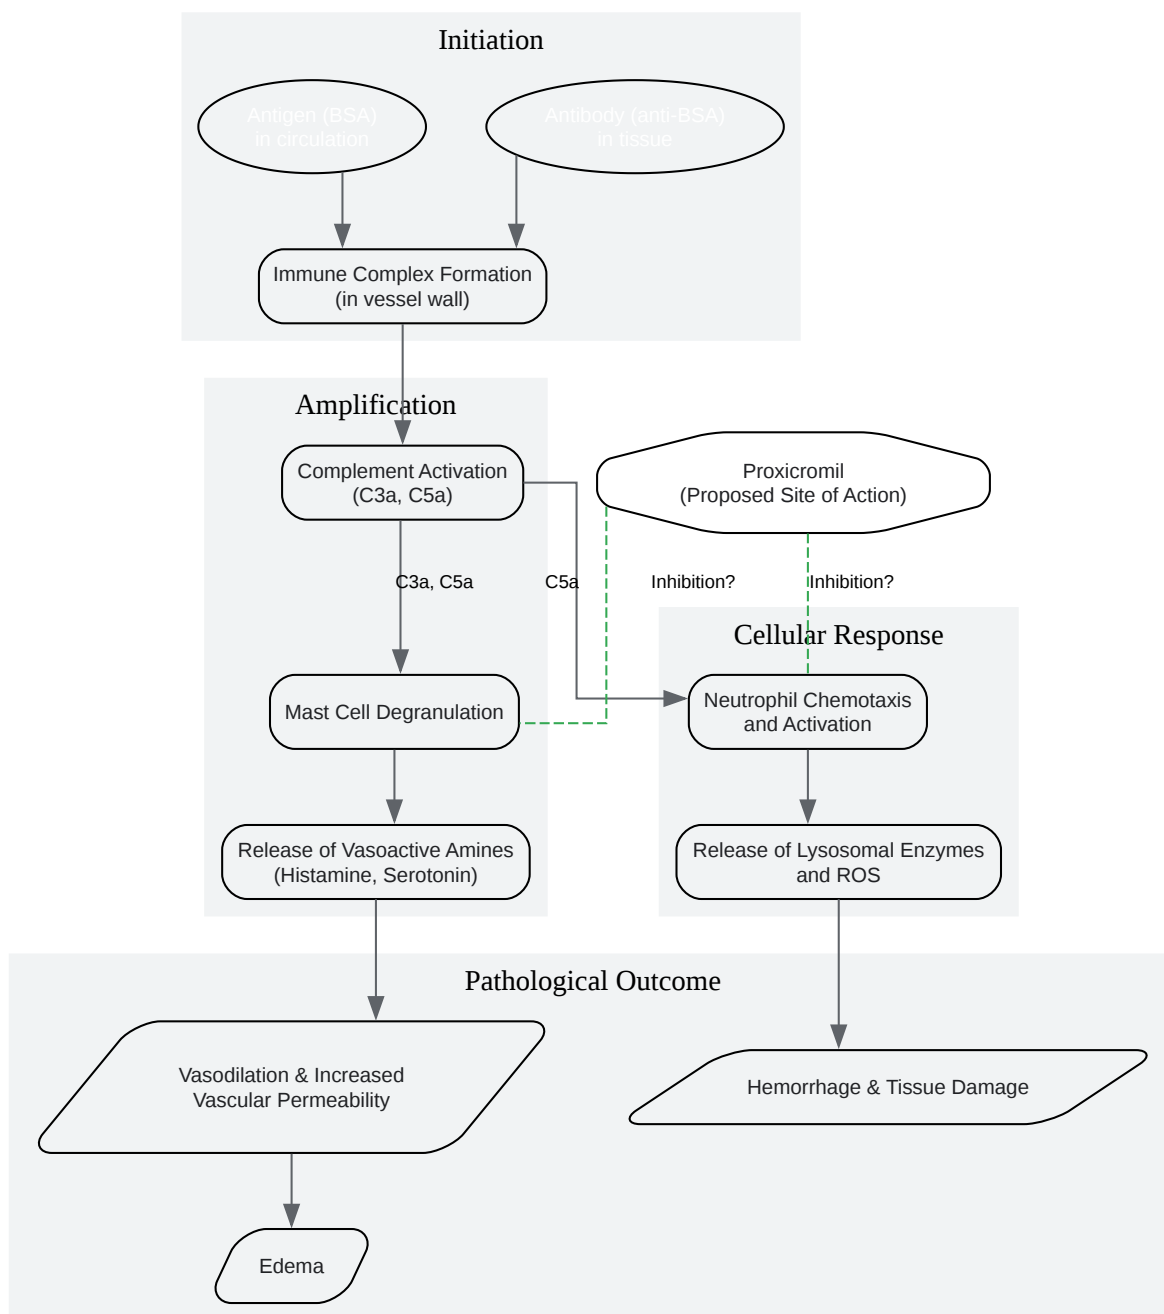 Initiation
Antigen (BSA)
in circulation
Antibody (anti-BSA)
in tissue
Immune Complex Formation
(in vessel wall)
Amplification
Complement Activation
(C3a, C5a)
Proxicromil
(Proposed Site of Action)
C3a, C5a
C5a
Inhibition?
Inhibition?
Cellular Response
Mast Cell Degranulation
Neutrophil Chemotaxis
and Activation
Release of Vasoactive Amines
(Histamine, Serotonin)
Release of Lysosomal Enzymes
and ROS
Pathological Outcome
Vasodilation & Increased
Vascular Permeability
Hemorrhage & Tissue Damage
Edema